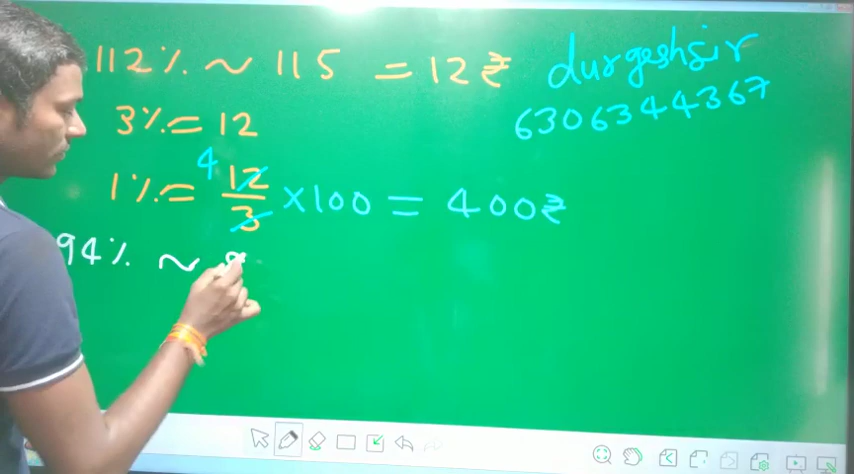 112% ~ 115 = 12₹
durgeshsir
6306344367
3% = 12
1% = 12/3 × 100 = 400₹
4
94% ~